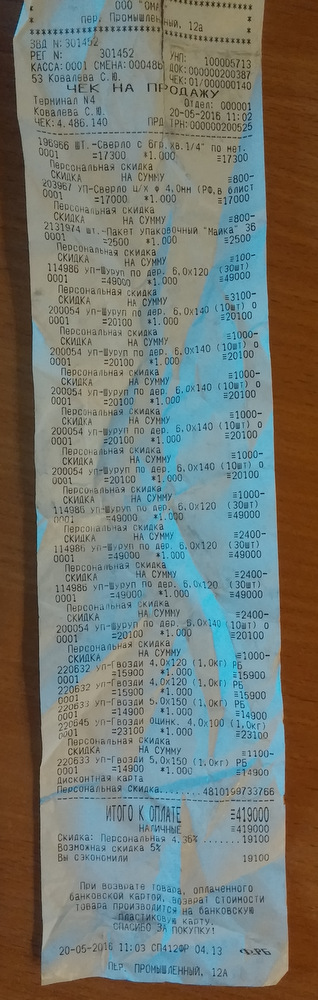 ООО "ОМА"
пер. Промышленный, 12а
ЗВД N:301452
РЕГ N: 301452 УНП: 100005713
КАССА:0001 СМЕНА:000486 ДОК:000000200387
53 Ковалева С.Ю. ЧЕК:01/000000140
ЧЕК НА ПРОДАЖУ
Терминал N4 Отдел: 000001
Ковалева С.Ю. 20-05-2016 11:02
ЧЕК:4.486.140 ПРД ТРН:000000200525
196966 шт.-Сверло с 6гр.хв.1/4" по мет.
0001 =17300 *1.000 ≡17300
Персональная скидка
СКИДКА НА СУММУ ≡800-
203967 уп-Сверло ц/х ф 4,0мм (Рф,в блист
0001 =17000 *1.000 ≡17000
Персональная скидка
СКИДКА НА СУММУ ≡800-
2131974 шт.-Пакет упаковочный "Майка" 36
0001 =2500 *1.000 ≡2500
Персональная скидка
СКИДКА НА СУММУ ≡100-
114986 уп-Шуруп по дер. 6,0х120 (30шт)
0001 =49000 *1.000 ≡49000
Персональная скидка
СКИДКА НА СУММУ ≡3100-
200054 уп-Шуруп по дер. 6,0х140 (10шт) о
0001 =20100 *1.000 ≡20100
Персональная скидка
СКИДКА НА СУММУ ≡1000-
200054 уп-Шуруп по дер. 6,0х140 (10шт) о
0001 =20100 *1.000 ≡20100
Персональная скидка
СКИДКА НА СУММУ ≡1000-
200054 уп-Шуруп по дер. 6,0х140 (10шт) о
0001 =20100 *1.000 ≡20100
Персональная скидка
СКИДКА НА СУММУ ≡1000-
200054 уп-Шуруп по дер. 6,0х140 (10шт) о
0001 =20100 *1.000 ≡20100
Персональная скидка
СКИДКА НА СУММУ ≡1000-
200054 уп-Шуруп по дер. 6,0х140 (10шт) о
0001 =20100 *1.000 ≡20100
Персональная скидка
СКИДКА НА СУММУ ≡1000-
114986 уп-Шуруп по дер. 6,0х120 (30шт)
0001 =49000 *1.000 ≡49000
Персональная скидка
СКИДКА НА СУММУ ≡2400-
114986 уп-Шуруп по дер. 6,0х120 (30шт)
0001 =49000 *1.000 ≡49000
Персональная скидка
СКИДКА НА СУММУ ≡2400-
114986 уп-Шуруп по дер. 6,0х120 (30шт)
0001 =49000 *1.000 ≡49000
Персональная скидка
СКИДКА НА СУММУ ≡2400-
200054 уп-Шуруп по дер. 6,0х140 (10шт) о
0001 =20100 *1.000 ≡20100
Персональная скидка
СКИДКА НА СУММУ ≡1000-
220632 уп-Гвозди 4,0х120 (1,0кг) РБ
0001 =15900 *1.000 ≡15900
220632 уп-Гвозди 4,0х120 (1,0кг) РБ
0001 =15900 *1.000 ≡15900
220633 уп-Гвозди 5,0х150 (1,0кг) РБ
0001 =14900 *1.000 ≡14900
220645 уп-Гвозди оцинк. 4,0х100 (1,0кг)
0001 =23100 *1.000 ≡23100
Персональная скидка
СКИДКА НА СУММУ ≡1100-
220633 уп-Гвозди 5,0х150 (1,0кг) РБ
0001 =14900 *1.000 ≡14900
дисконтная карта
Персональная скидка......4810199733766
ИТОГО К ОПЛАТЕ ≡419000
НАЛИЧНЫЕ ≡419000
Скидка: Персональная 4.36%.......19100
Возможная скидка 5%
Вы сэкономили 19100
При возврате товара, оплаченного
банковской картой, возврат стоимости
товара производится на банковскую
пластиковую карту.
СПАСИБО ЗА ПОКУПКУ!
20-05-2016 11:03 СП412ФР 04.13 Ф.РБ
ПЕР. ПРОМЫШЛЕННЫЙ, 12А